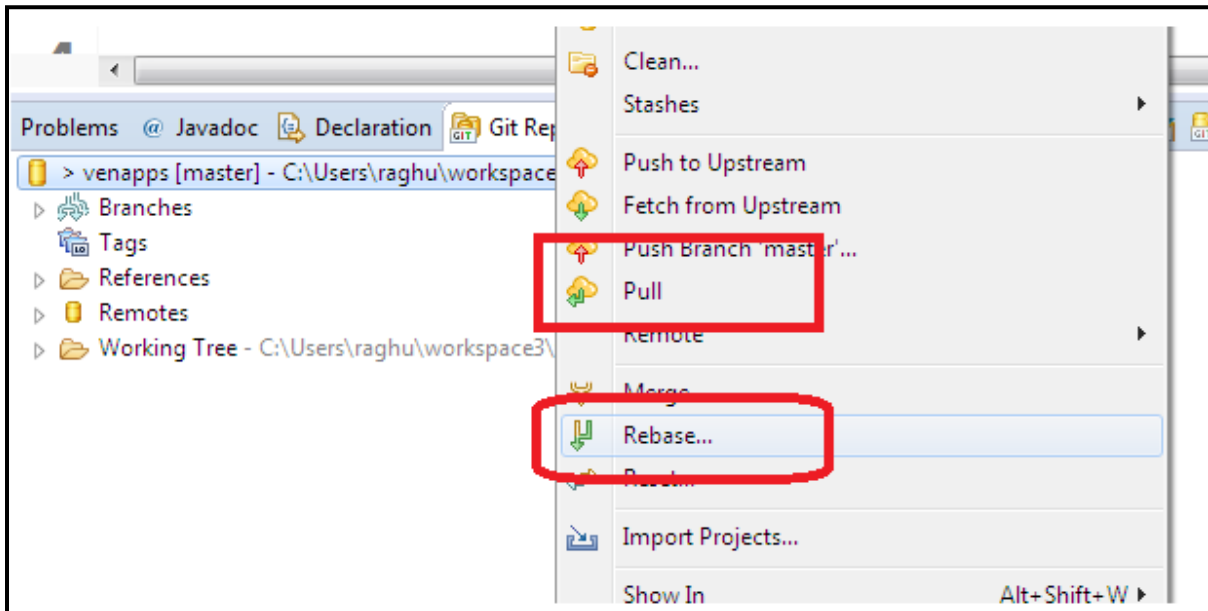 Clean...
Stashes
Problems @ Javadoc Declaration Git Rep
> venapps [master] - C:\Users\raghu\workspace
Branches
Tags
References
Remotes
Working Tree - C:\Users\raghu\workspace3\
Push to Upstream
Fetch from Upstream
Push Branch 'master'...
Pull
Remote
Merge
Rebase...
Reset...
Import Projects...
Show In Alt+Shift+W